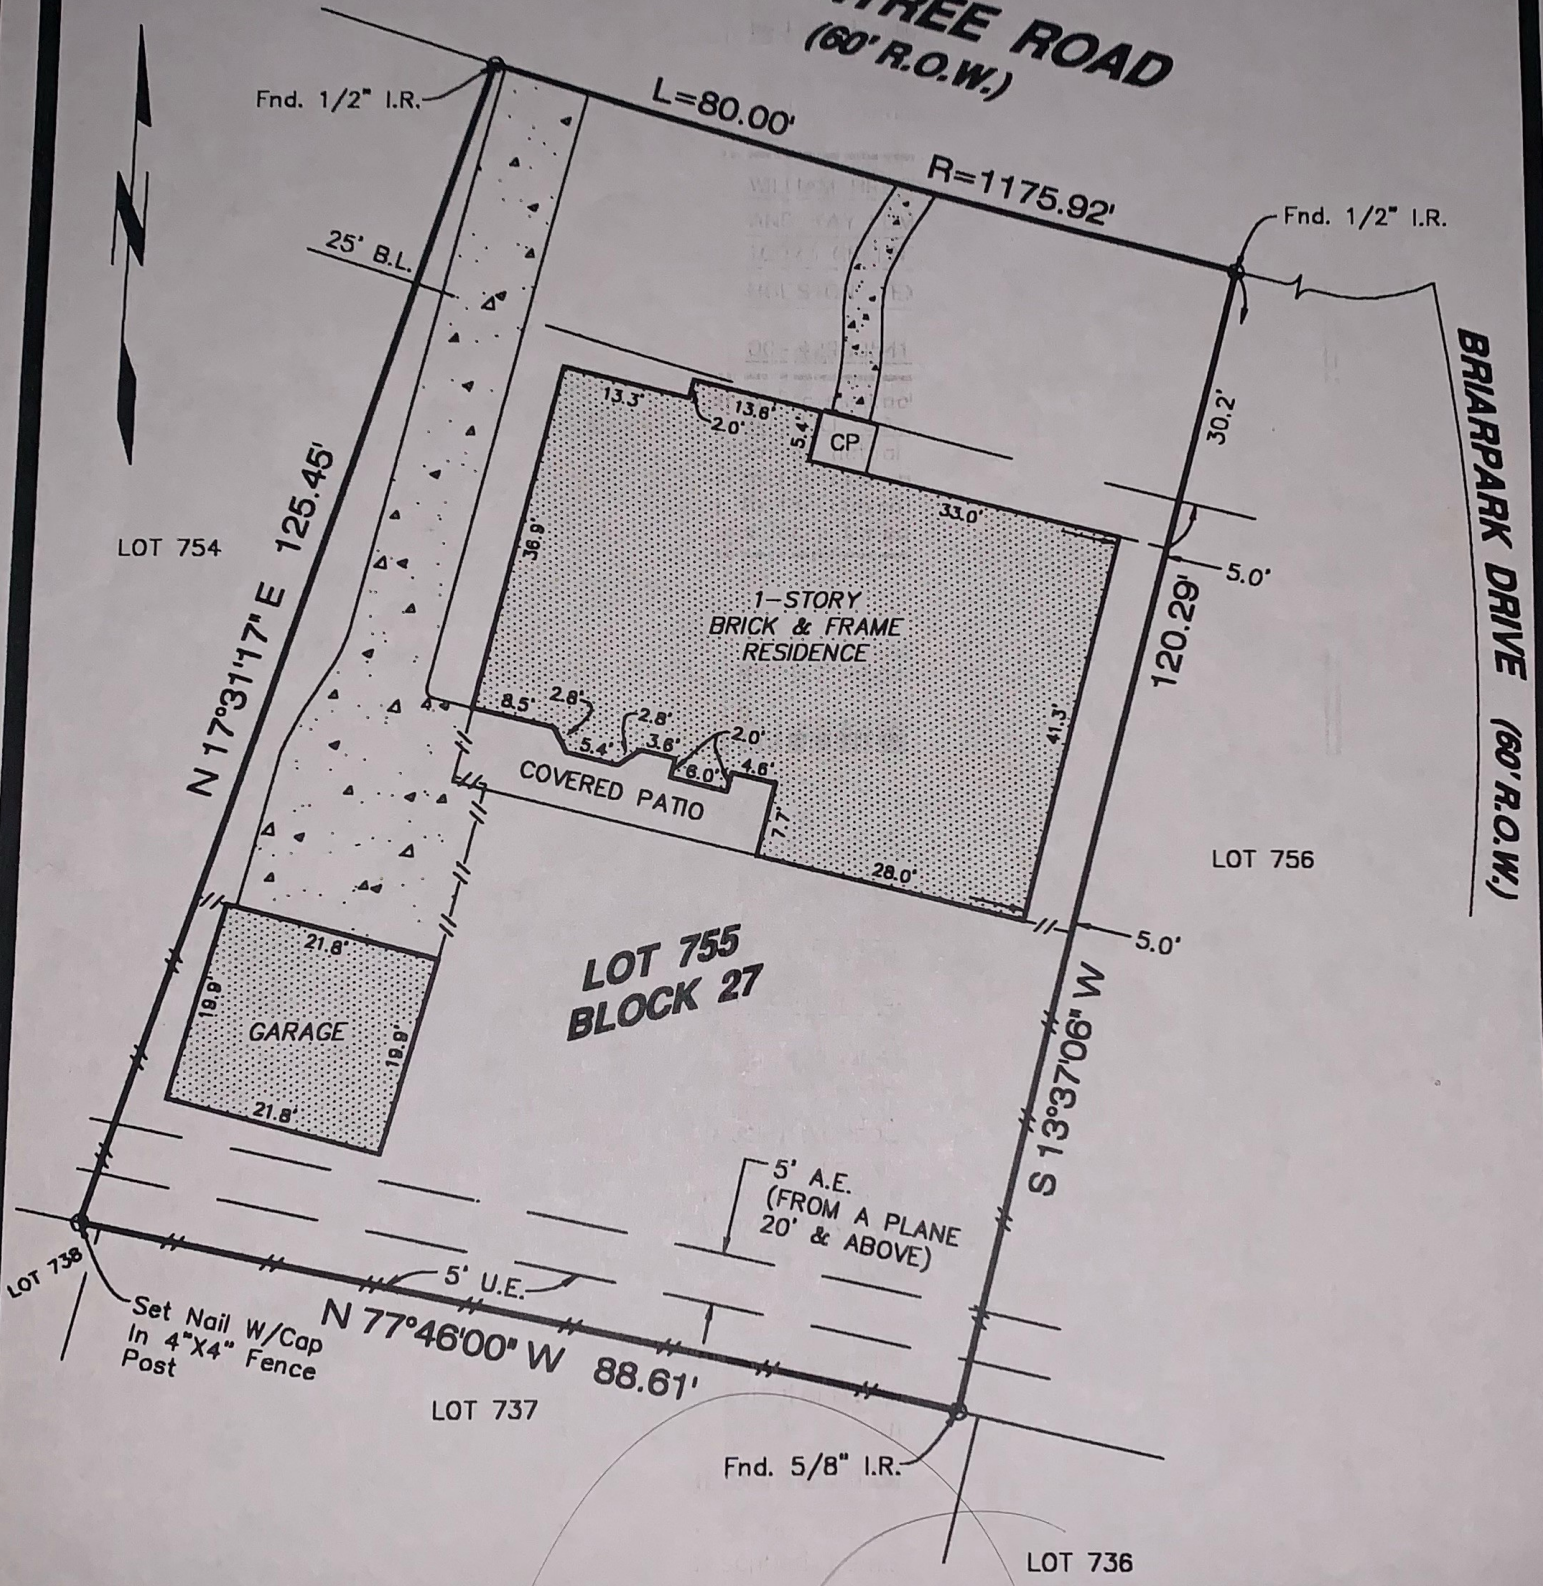 ROAD
(60' R.O.W.)
Fnd. 1/2" I.R.
L=80.00'
R=1175.92'
Fnd. 1/2" I.R.
25' B.L.
BRIARPARK DRIVE (60' R.O.W.)
30.2'
13.3'
2.0'
13.6'
5.4'
CP
33.0'
N 17°31'17" E 125.45'
LOT 754
36.9'
5.0'
1-STORY
BRICK & FRAME
RESIDENCE
120.29'
8.5'
2.8'
5.4'
2.8'
3.6'
2.0'
6.0'
4.6'
41.3'
COVERED PATIO
7.7'
28.0'
LOT 756
21.8'
LOT 755
BLOCK 27
5.0'
19.9'
GARAGE
19.9'
S 13°37'06" W
21.8'
5' A.E.
(FROM A PLANE
20' & ABOVE)
LOT 738
5' U.E.
Set Nail W/Cap
In 4"X4" Fence
Post
N 77°46'00" W 88.61'
LOT 737
Fnd. 5/8" I.R.
LOT 736